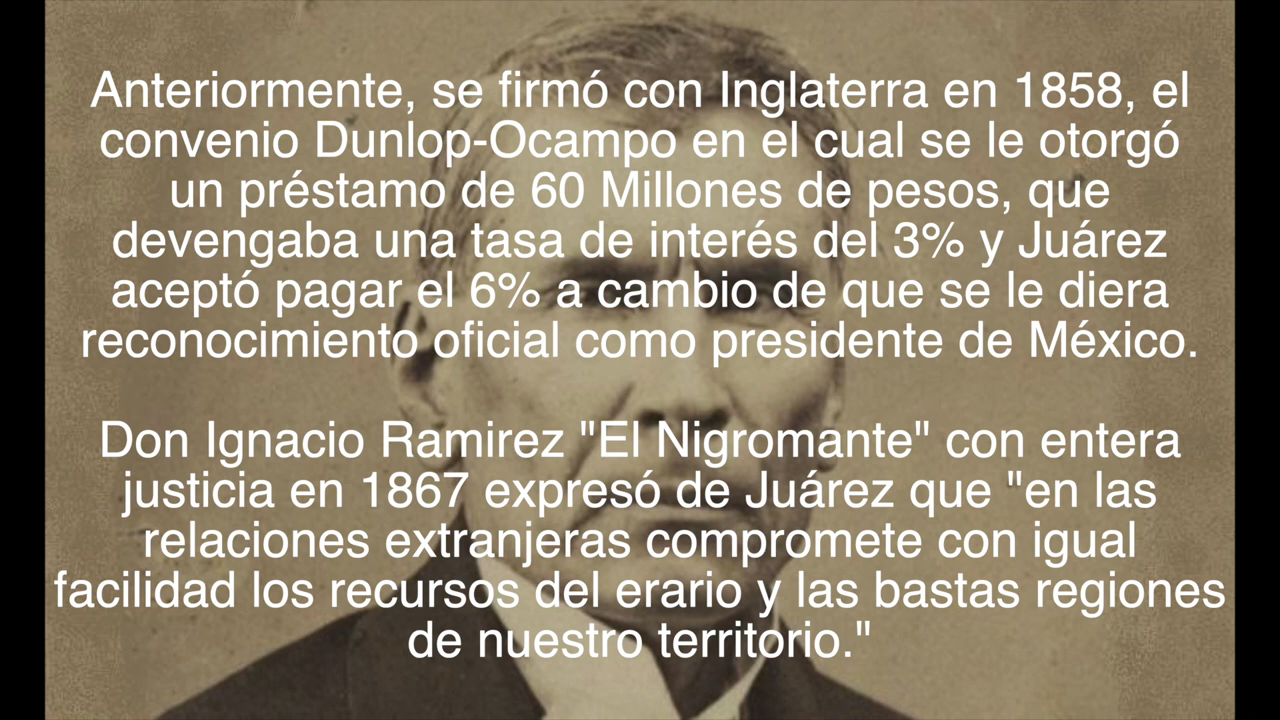 Anteriormente, se firmó con Inglaterra en 1858, el
convenio Dunlop-Ocampo en el cual se le otorgó
un préstamo de 60 Millones de pesos, que
devengaba una tasa de interés del 3% y Juárez
aceptó pagar el 6% a cambio de que se le diera
reconocimiento oficial como presidente de México.
Don Ignacio Ramirez "El Nigromante" con entera
justicia en 1867 expresó de Juárez que "en las
relaciones extranjeras compromete con igual
facilidad los recursos del erario y las bastas regiones
de nuestro territorio."